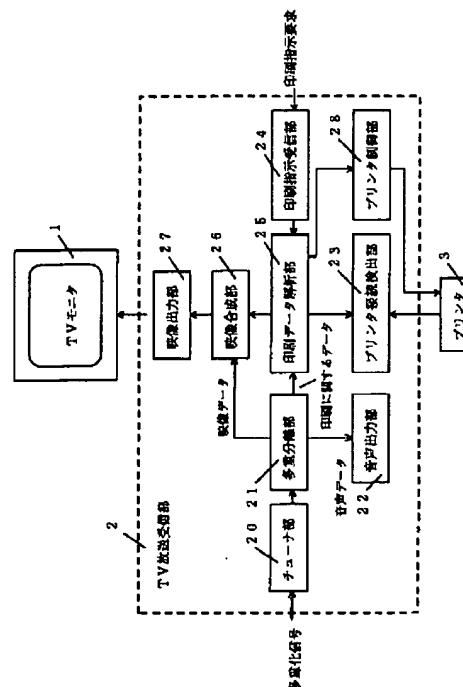 1
TVモニタ
27
映像出力部
26
映像合成部
映像データ
2
TV放送受信部
多重化信号
20
チューナ部
21
多重分離部
印刷に関するデータ
25
印刷データ解析部
24
印刷指示受信部
印刷指示要求
音声データ
22
音声出力部
23
プリンタ接続検出部
28
プリンタ制御部
3
プリンタ